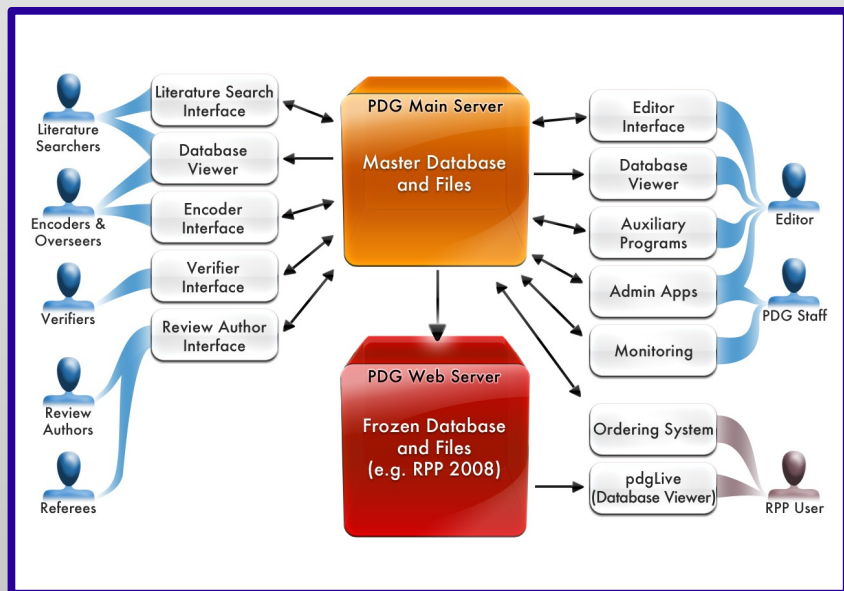 Literature
Searchers
Encoders &
Overseers
Verifiers
Review
Authors
Referees
Literature Search
Interface
Database
Viewer
Encoder
Interface
Verifier
Interface
Review Author
Interface
PDG Main Server
Master Database
and Files
PDG Web Server
Frozen Database
and Files
(e.g. RPP 2008)
Editor
Interface
Database
Viewer
Auxiliary
Programs
Admin Apps
Monitoring
Ordering System
pdgLive
(Database Viewer)
Editor
PDG Staff
RPP User